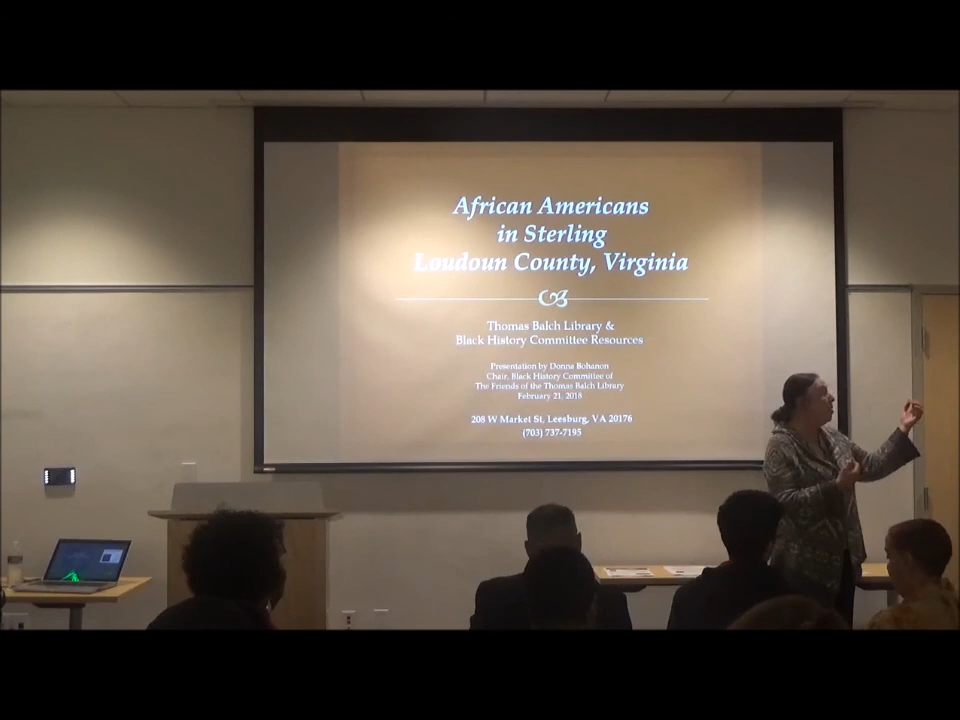 African Americans
in Sterling
Loudoun County, Virginia
Thomas Balch Library &
Black History Committee Resources
Presentation by Donna Bohanon
Chair, Black History Committee of
The Friends of the Thomas Balch Library
February 21, 2018
208 W Market St, Leesburg, VA 20176
(703) 737-7195